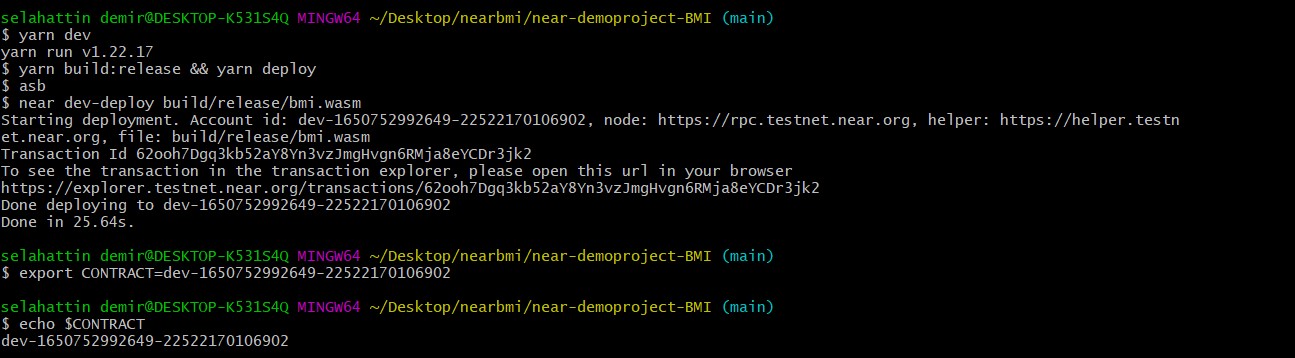 selahattin demir@DESKTOP-K531S4Q MINGW64 ~/Desktop/nearbmi/near-demoproject-BMI (main)
$ yarn dev
yarn run v1.22.17
$ yarn build:release && yarn deploy
$ asb
$ near dev-deploy build/release/bmi.wasm
Starting deployment. Account id: dev-1650752992649-22522170106902, node: https://rpc.testnet.near.org, helper: https://helper.testn
et.near.org, file: build/release/bmi.wasm
Transaction Id 62ooh7Dgq3kb52aY8Yn3vzJmgHvgn6RMja8eYCDr3jk2
To see the transaction in the transaction explorer, please open this url in your browser
https://explorer.testnet.near.org/transactions/62ooh7Dgq3kb52aY8Yn3vzJmgHvgn6RMja8eYCDr3jk2
Done deploying to dev-1650752992649-22522170106902
Done in 25.64s.
selahattin demir@DESKTOP-K531S4Q MINGW64 ~/Desktop/nearbmi/near-demoproject-BMI (main)
$ export CONTRACT=dev-1650752992649-22522170106902
selahattin demir@DESKTOP-K531S4Q MINGW64 ~/Desktop/nearbmi/near-demoproject-BMI (main)
$ echo $CONTRACT
dev-1650752992649-22522170106902